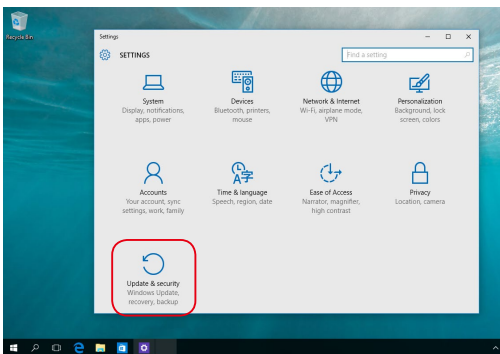 Recycle Bin
Settings
SETTINGS
Find a setting
System
Display, notifications,
apps, power
Devices
Bluetooth, printers,
mouse
Network & Internet
Wi-Fi, airplane mode,
VPN
Personalization
Background, lock
screen, colors
Accounts
Your account, sync
settings, work, family
Time & language
Speech, region, date
Ease of Access
Narrator, magnifier,
high contrast
Privacy
Location, camera
Update & security
Windows Update,
recovery, backup